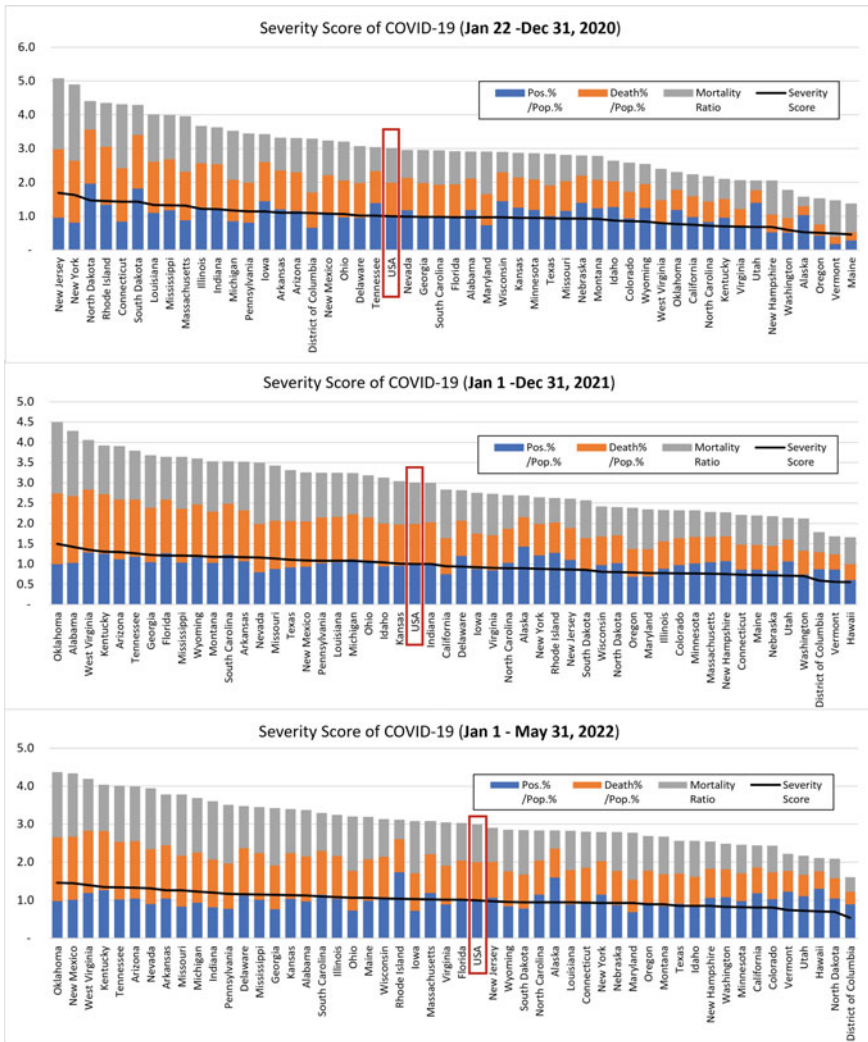 Severity Score of COVID-19 (Jan 22 -Dec 31, 2020)
6.0
5.0
4.0
3.0
2.0
1.0
-
Pos.% /Pop.%
Death% /Pop.%
Mortality Ratio
Severity Score
New Jersey
New York
North Dakota
Rhode Island
Connecticut
South Dakota
Louisiana
Mississippi
Massachusetts
Illinois
Indiana
Michigan
Pennsylvania
Iowa
Arkansas
Arizona
District of Columbia
New Mexico
Ohio
Delaware
Tennessee
USA
Nevada
Georgia
South Carolina
Florida
Alabama
Maryland
Wisconsin
Kansas
Minnesota
Texas
Missouri
Nebraska
Montana
Idaho
Colorado
Wyoming
West Virginia
Oklahoma
California
North Carolina
Kentucky
Virginia
Utah
New Hampshire
Washington
Alaska
Oregon
Vermont
Maine
Severity Score of COVID-19 (Jan 1 -Dec 31, 2021)
5.0
4.5
4.0
3.5
3.0
2.5
2.0
1.5
1.0
0.5
-
Pos.% /Pop.%
Death% /Pop.%
Mortality Ratio
Severity Score
Oklahoma
Alabama
West Virginia
Kentucky
Arizona
Tennessee
Georgia
Florida
Mississippi
Wyoming
Montana
South Carolina
Arkansas
Nevada
Missouri
Texas
New Mexico
Pennsylvania
Louisiana
Michigan
Ohio
Idaho
Kansas
USA
Indiana
California
Delaware
Iowa
Virginia
North Carolina
Alaska
New York
Rhode Island
New Jersey
South Dakota
Wisconsin
North Dakota
Oregon
Maryland
Illinois
Colorado
Minnesota
Massachusetts
New Hampshire
Connecticut
Maine
Nebraska
Utah
Washington
District of Columbia
Vermont
Hawaii
Severity Score of COVID-19 (Jan 1 - May 31, 2022)
5.0
4.0
3.0
2.0
1.0
-
Pos.% /Pop.%
Death% /Pop.%
Mortality Ratio
Severity Score
Oklahoma
New Mexico
West Virginia
Kentucky
Tennessee
Arizona
Nevada
Arkansas
Missouri
Michigan
Indiana
Pennsylvania
Delaware
Mississippi
Georgia
Kansas
Alabama
South Carolina
Illinois
Ohio
Maine
Wisconsin
Rhode Island
Iowa
Massachusetts
Virginia
Florida
USA
New Jersey
Wyoming
South Dakota
North Carolina
Alaska
Louisiana
Connecticut
New York
Nebraska
Maryland
Oregon
Montana
Texas
Idaho
New Hampshire
Washington
Minnesota
California
Colorado
Vermont
Utah
Hawaii
North Dakota
District of Columbia